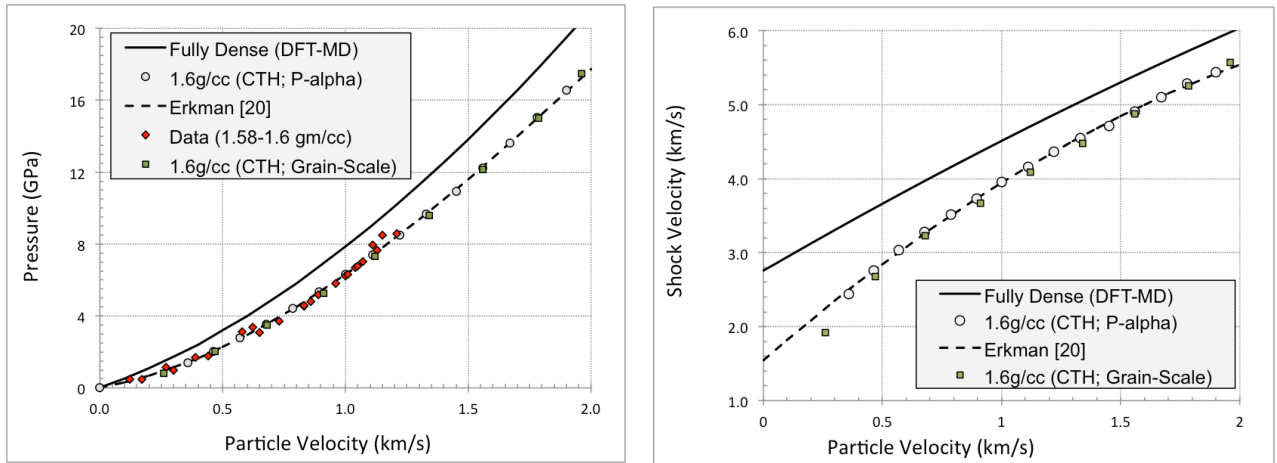 20
16
12
8
4
0
0.0
0.5
1.0
1.5
2.0
Pressure (GPa)
Particle Velocity (km/s)
Fully Dense (DFT-MD)
1.6g/cc (CTH; P-alpha)
Erkman [20]
Data (1.58-1.6 gm/cc)
1.6g/cc (CTH; Grain-Scale)
6.0
5.0
4.0
3.0
2.0
1.0
0
0.5
1
1.5
2
Shock Velocity (km/s)
Particle Velocity (km/s)
Fully Dense (DFT-MD)
1.6g/cc (CTH; P-alpha)
Erkman [20]
1.6g/cc (CTH; Grain-Scale)